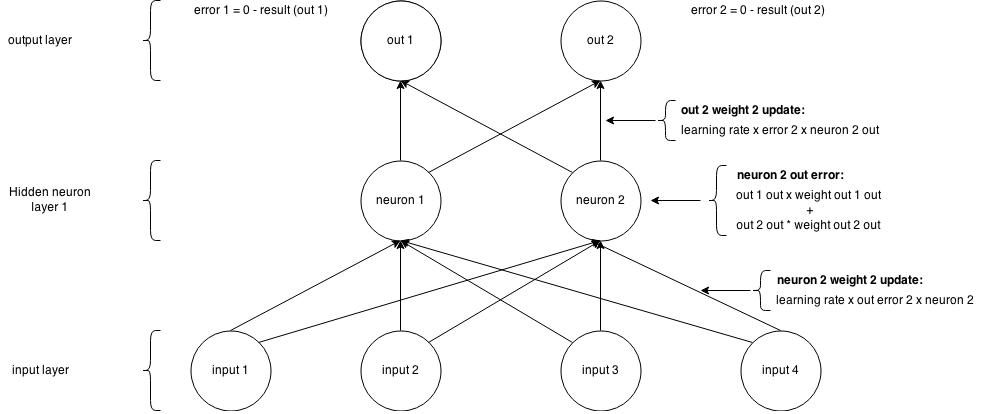 error 1 = 0 - result (out 1)
error 2 = 0 - result (out 2)
output layer
out 1
out 2
out 2 weight 2 update:
learning rate x error 2 x neuron 2 out
Hidden neuron
layer 1
neuron 1
neuron 2
neuron 2 out error:
out 1 out x weight out 1 out
+
out 2 out * weight out 2 out
neuron 2 weight 2 update:
learning rate x out error 2 x neuron 2
input layer
input 1
input 2
input 3
input 4